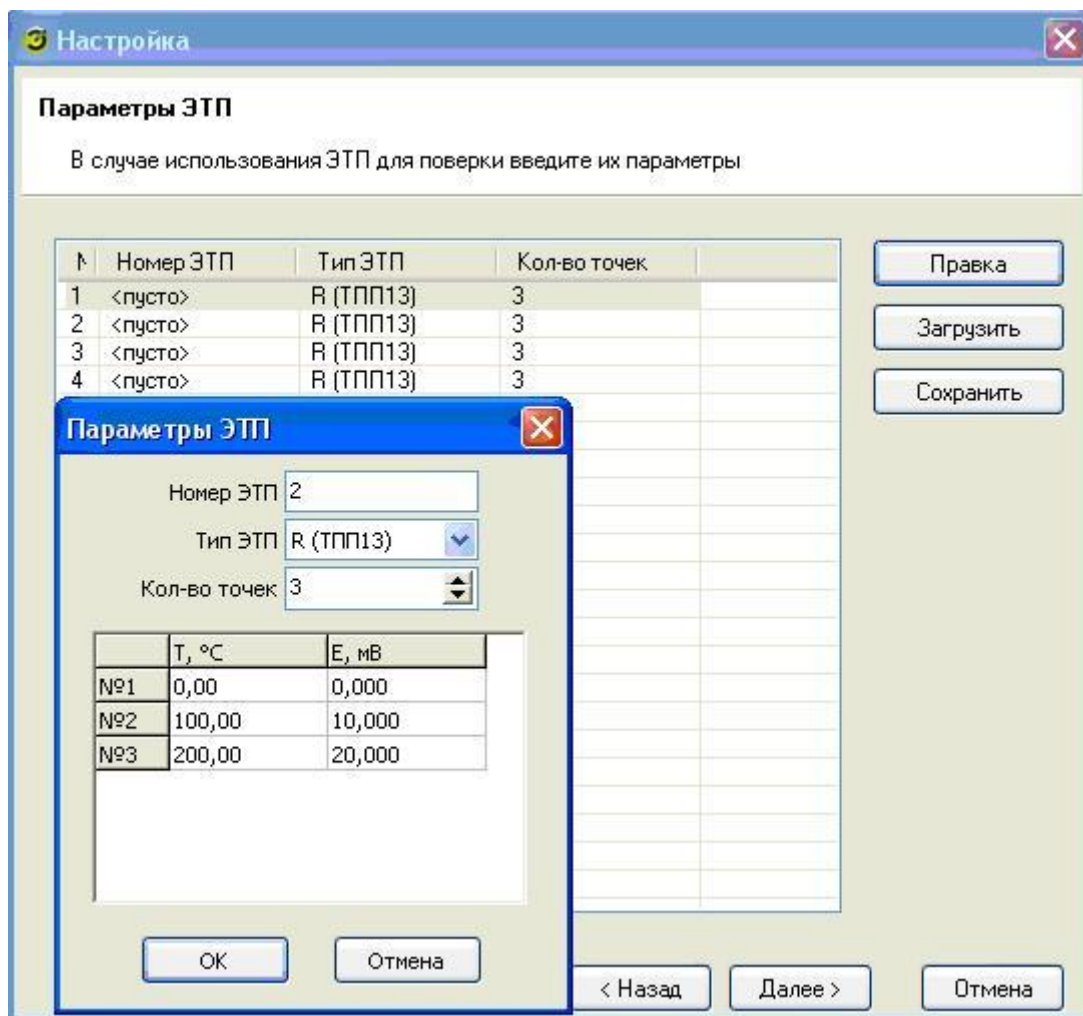 Настройка
Параметры ЭТП
В случае использования ЭТП для поверки введите их параметры
Номер ЭТП Тип ЭТП Кол-во точек
1 <пусто> R (ТПП13) 3
2 <пусто> R (ТПП13) 3
3 <пусто> R (ТПП13) 3
4 <пусто> R (ТПП13) 3
Правка
Загрузить
Сохранить
Параметры ЭТП
Номер ЭТП 2
Тип ЭТП R (ТПП13)
Кол-во точек 3
T, °C E, мВ
№1 0,00 0,000
№2 100,00 10,000
№3 200,00 20,000
OK Отмена
< Назад Далее > Отмена